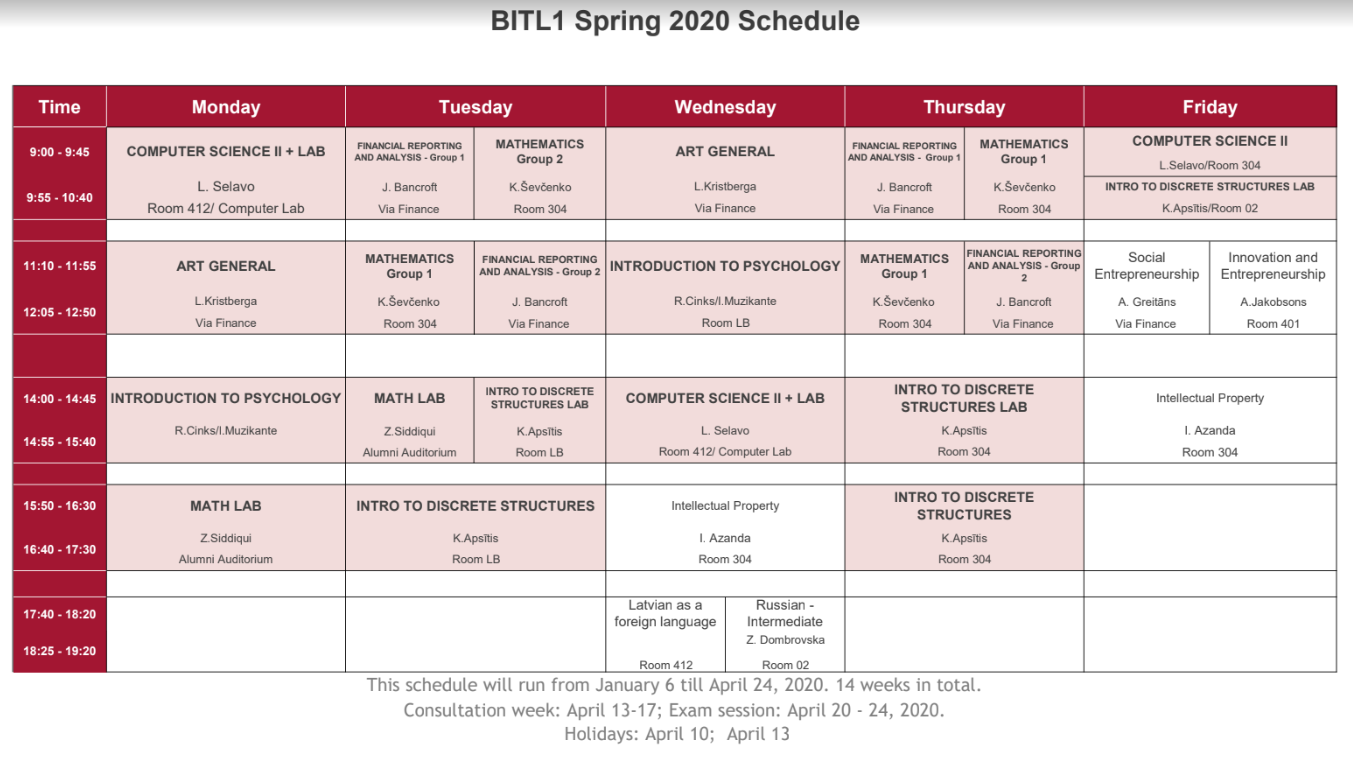 BITL1 Spring 2020 Schedule
Time Monday Tuesday Wednesday Thursday Friday
9:00 - 9:45
9:55 - 10:40
COMPUTER SCIENCE II + LAB
L. Selavo
Room 412/ Computer Lab
FINANCIAL REPORTING
AND ANALYSIS - Group 1
J. Bancroft
Via Finance
MATHEMATICS
Group 2
K.Ševčenko
Room 304
ART GENERAL
L.Kristberga
Via Finance
FINANCIAL REPORTING
AND ANALYSIS - Group 1
J. Bancroft
Via Finance
MATHEMATICS
Group 1
K.Ševčenko
Room 304
COMPUTER SCIENCE II
L.Selavo/Room 304
INTRO TO DISCRETE STRUCTURES LAB
K.Apsītis/Room 02
11:10 - 11:55
12:05 - 12:50
ART GENERAL
L.Kristberga
Via Finance
MATHEMATICS
Group 1
K.Ševčenko
Room 304
FINANCIAL REPORTING
AND ANALYSIS - Group 2
J. Bancroft
Via Finance
INTRODUCTION TO PSYCHOLOGY
R.Cinks/I.Muzikante
Room LB
MATHEMATICS
Group 1
K.Ševčenko
Room 304
FINANCIAL REPORTING
AND ANALYSIS - Group
2
J. Bancroft
Via Finance
Social
Entrepreneurship
A. Greitāns
Via Finance
Innovation and
Entrepreneurship
A.Jakobsons
Room 401
14:00 - 14:45
14:55 - 15:40
INTRODUCTION TO PSYCHOLOGY
R.Cinks/I.Muzikante
MATH LAB
Z.Siddiqui
Alumni Auditorium
INTRO TO DISCRETE
STRUCTURES LAB
K.Apsītis
Room LB
COMPUTER SCIENCE II + LAB
L. Selavo
Room 412/ Computer Lab
INTRO TO DISCRETE
STRUCTURES LAB
K.Apsītis
Room 304
Intellectual Property
I. Azanda
Room 304
15:50 - 16:30
16:40 - 17:30
MATH LAB
Z.Siddiqui
Alumni Auditorium
INTRO TO DISCRETE STRUCTURES
K.Apsītis
Room LB
Intellectual Property
I. Azanda
Room 304
INTRO TO DISCRETE
STRUCTURES
K.Apsītis
Room 304
17:40 - 18:20
18:25 - 19:20
Latvian as a
foreign language
Room 412
Russian -
Intermediate
Z. Dombrovska
Room 02
This schedule will run from January 6 till April 24, 2020. 14 weeks in total.
Consultation week: April 13-17; Exam session: April 20 - 24, 2020.
Holidays: April 10; April 13